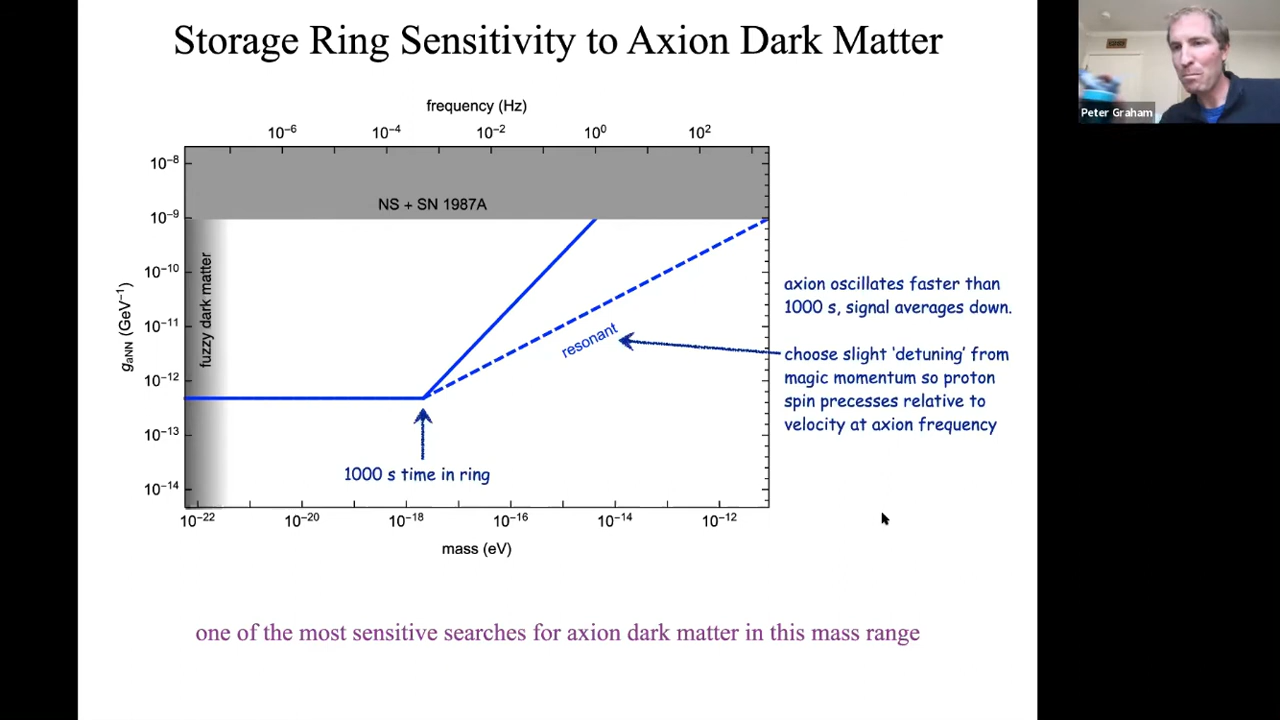 Storage Ring Sensitivity to Axion Dark Matter
Peter Graham
frequency (Hz)
10⁻⁶ 10⁻⁴ 10⁻² 10⁰ 10²
10⁻⁸
NS + SN 1987A
10⁻⁹
10⁻¹⁰
10⁻¹¹
10⁻¹²
10⁻¹³
10⁻¹⁴
gₐNN (GeV⁻¹)
fuzzy dark matter
resonant
axion oscillates faster than
1000 s, signal averages down.
choose slight ‘detuning’ from
magic momentum so proton
spin precesses relative to
velocity at axion frequency
1000 s time in ring
10⁻²² 10⁻²⁰ 10⁻¹⁸ 10⁻¹⁶ 10⁻¹⁴ 10⁻¹²
mass (eV)
one of the most sensitive searches for axion dark matter in this mass range